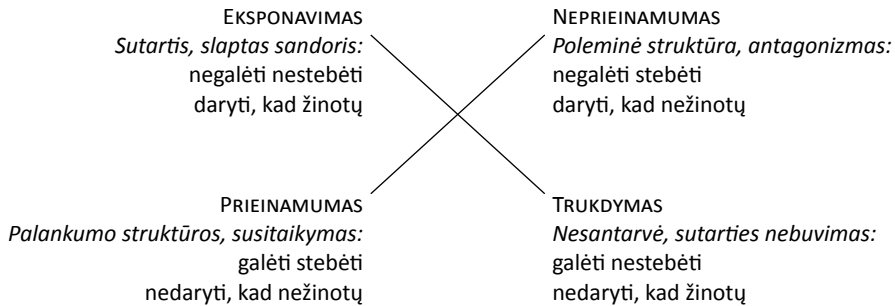 EKSPONAVIMAS
Sutartis, slaptas sandoris:
negalėti nestebėti
daryti, kad žinotų
NEPRIEINAMUMAS
Poleminė struktūra, antagonizmas:
negalėti stebėti
daryti, kad nežinotų
PRIEINAMUMAS
Palankumo struktūros, susitaikymas:
galėti stebėti
nedaryti, kad nežinotų
TRUKDYMAS
Nesantarvė, sutarties nebuvimas:
galėti nestebėti
nedaryti, kad žinotų